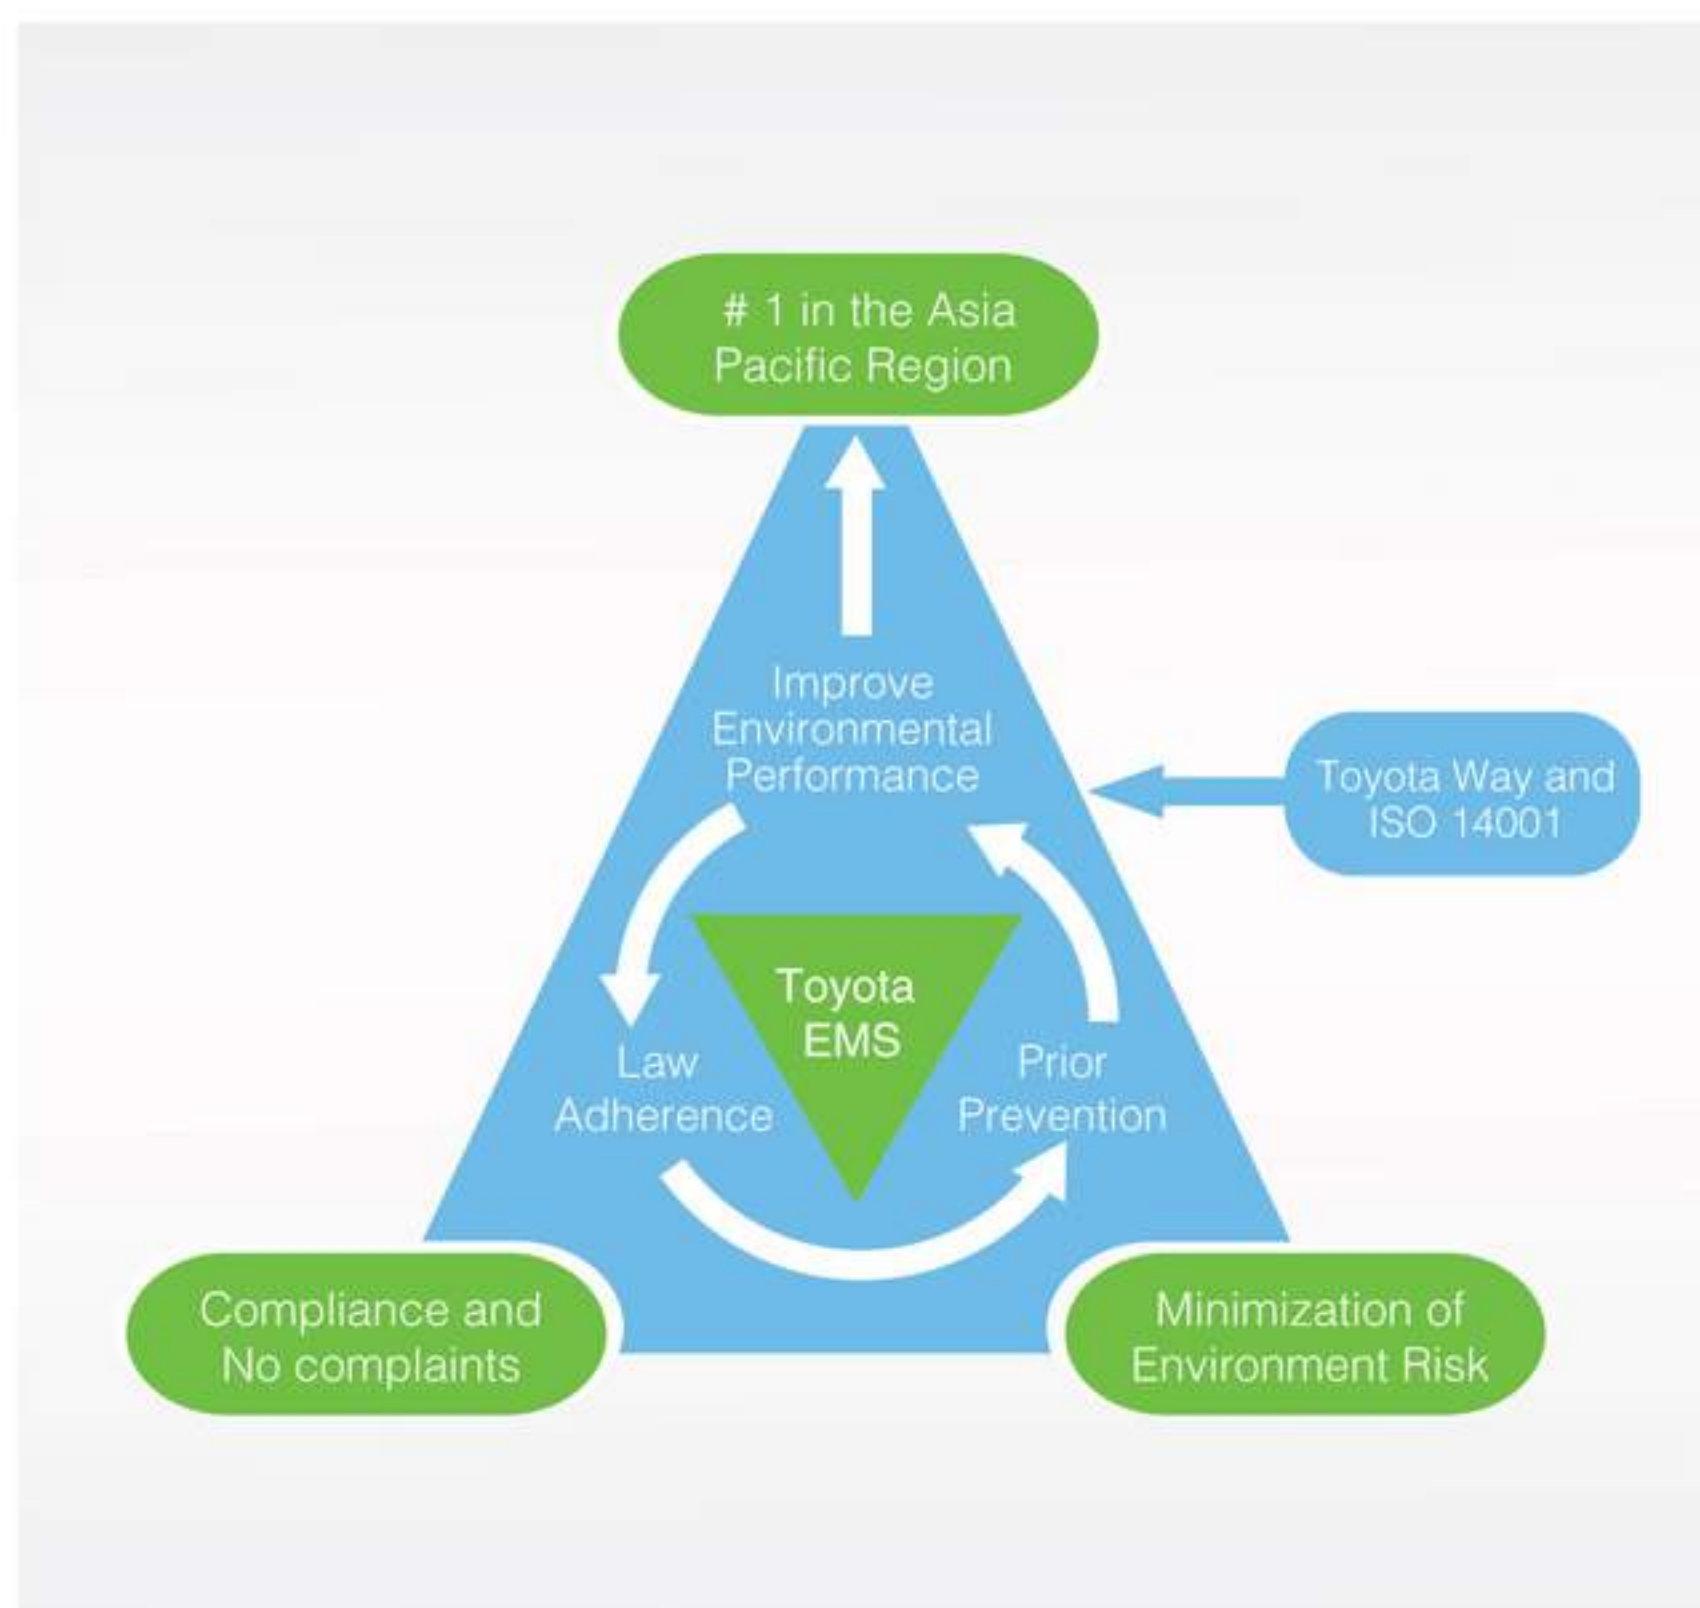 # 1 in the Asia
Pacific Region
Improve
Environmental
Performance
Toyota Way and
ISO 14001
Toyota
EMS
Law
Adherence
Prior
Prevention
Compliance and
No complaints
Minimization of
Environment Risk